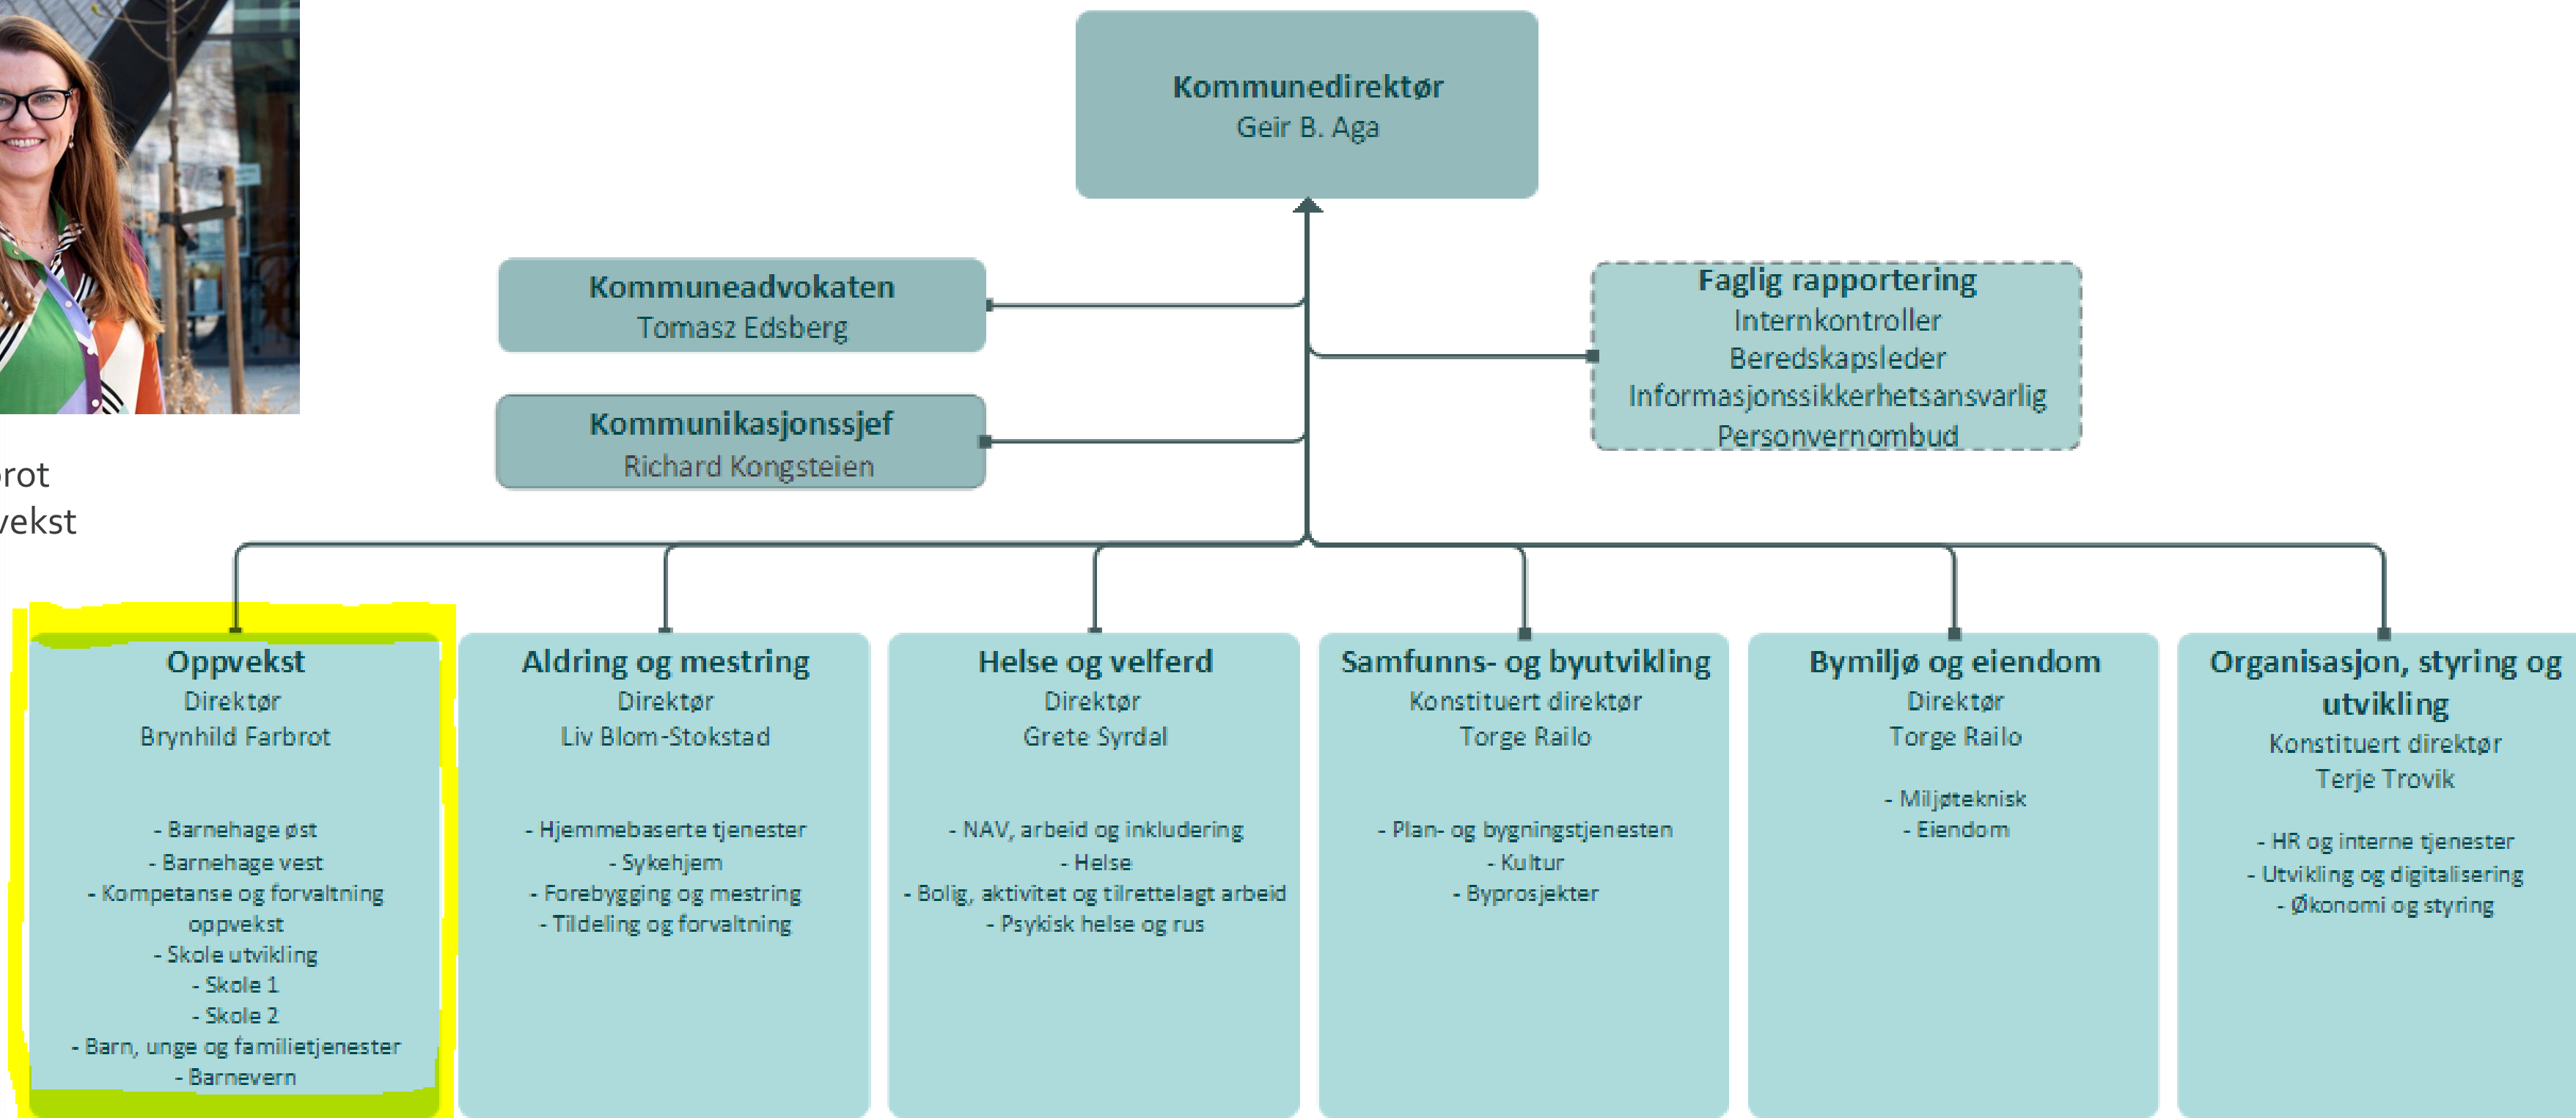 Kommunedirektør
Geir B. Aga
Kommuneadvokaten
Tomasz Edsberg
Kommunikasjonssjef
Richard Kongsteien
Faglig rapportering
Internkontroller
Beredskapsleder
Informasjonssikkerhetsansvarlig
Personvernombud
rot
vekst
Oppvekst
Direktør
Brynhild Farbrot
- Barnehage øst
- Barnehage vest
- Kompetanse og forvaltning
oppvekst
- Skole utvikling
- Skole 1
- Skole 2
- Barn, unge og familietjenester
- Barnevern
Aldring og mestring
Direktør
Liv Blom-Stokstad
- Hjemmebaserte tjenester
- Sykehjem
- Forebygging og mestring
- Tildeling og forvaltning
Helse og velferd
Direktør
Grete Syrdal
- NAV, arbeid og inkludering
- Helse
- Bolig, aktivitet og tilrettelagt arbeid
- Psykisk helse og rus
Samfunns- og byutvikling
Konstituert direktør
Torge Railo
- Plan- og bygningstjenesten
- Kultur
- Byprosjekter
Bymiljø og eiendom
Direktør
Torge Railo
- Miljøteknisk
- Eiendom
Organisasjon, styring og
utvikling
Konstituert direktør
Terje Trovik
- HR og interne tjenester
- Utvikling og digitalisering
- Økonomi og styring